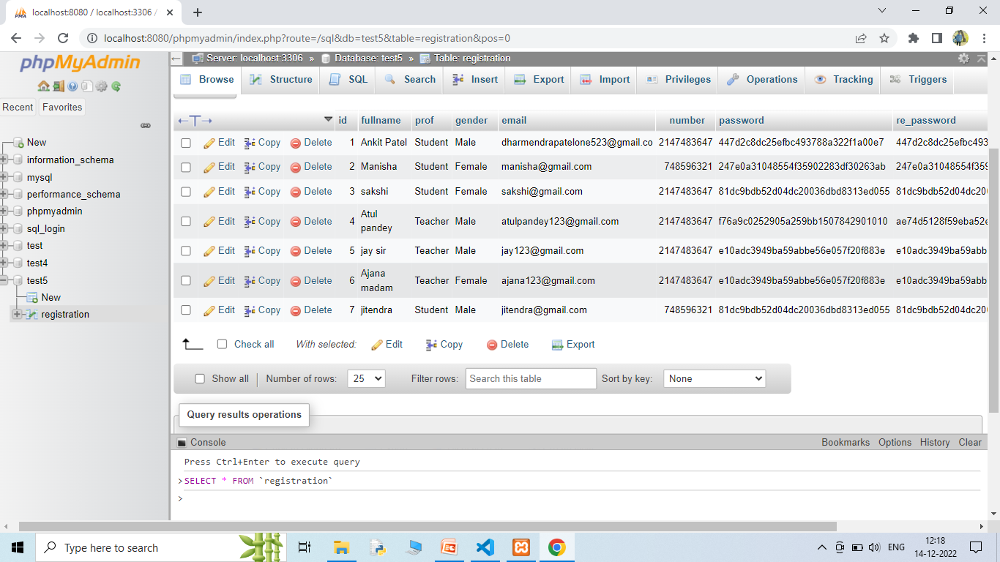 localhost:8080 / localhost:3306 /
localhost:8080/phpmyadmin/index.php?route=/sql&db=test5&table=registration&pos=0
phpMyAdmin
Recent Favorites
New
information_schema
mysql
performance_schema
phpmyadmin
sql_login
test
test4
test5
New
registration
Server: localhost:3306 » Database: test5 » Table: registration
Browse Structure SQL Search Insert Export Import Privileges Operations Tracking Triggers
id fullname prof gender email number password re_password
Edit Copy Delete 1 Ankit Patel Student Male dharmendrapatelone523@gmail.co 2147483647 447d2c8dc25efbc493788a322f1a00e7 447d2c8dc25efbc493
Edit Copy Delete 2 Manisha Student Female manisha@gmail.com 748596321 247e0a31048554f35902283df30263ab 247e0a31048554f359
Edit Copy Delete 3 sakshi Student Female sakshi@gmail.com 2147483647 81dc9bdb52d04dc20036dbd8313ed055 81dc9bdb52d04dc200
Edit Copy Delete 4 Atul pandey Teacher Male atulpandey123@gmail.com 2147483647 f76a9c0252905a259bb1507842901010 ae74d5128f59eba52e
Edit Copy Delete 5 jay sir Teacher Male jay123@gmail.com 2147483647 e10adc3949ba59abbe56e057f20f883e e10adc3949ba59abb
Edit Copy Delete 6 Ajana madam Teacher Female ajana123@gmail.com 2147483647 e10adc3949ba59abbe56e057f20f883e e10adc3949ba59abb
Edit Copy Delete 7 jitendra Student Male jitendra@gmail.com 748596321 81dc9bdb52d04dc20036dbd8313ed055 81dc9bdb52d04dc200
Check all With selected: Edit Copy Delete Export
Show all Number of rows: 25 Filter rows: Search this table Sort by key: None
Query results operations
Console Bookmarks Options History Clear
Press Ctrl+Enter to execute query
>SELECT * FROM `registration`
>
Type here to search
ENG
12:18
14-12-2022